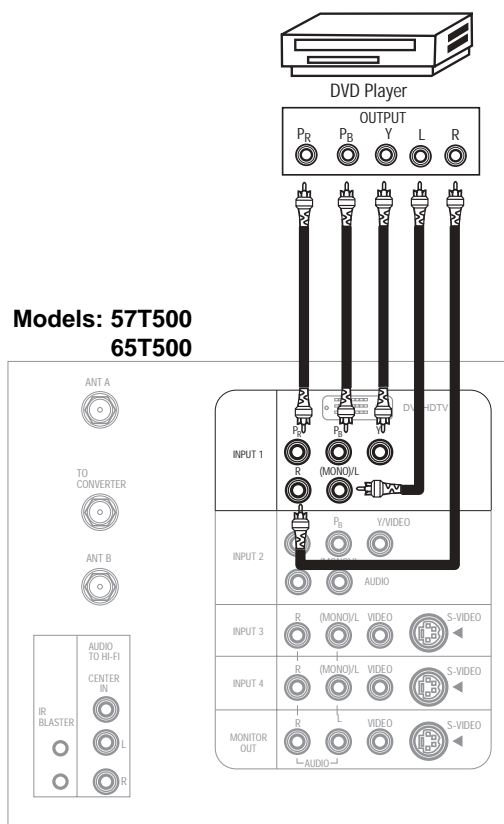 DVD Player
OUTPUT
PR PB Y L R
Models: 57T500
65T500
ANT A
TO
CONVERTER
ANT B
AUDIO
TO HI-FI
CENTER
IN
IR
BLASTER
L
R
HDTV
INPUT 1
PR PB Y
R (MONO)/L
INPUT 2
PB Y/VIDEO
AUDIO
INPUT 3
R (MONO)/L VIDEO S-VIDEO
INPUT 4
R (MONO)/L VIDEO S-VIDEO
MONITOR
OUT
R L VIDEO S-VIDEO
AUDIO